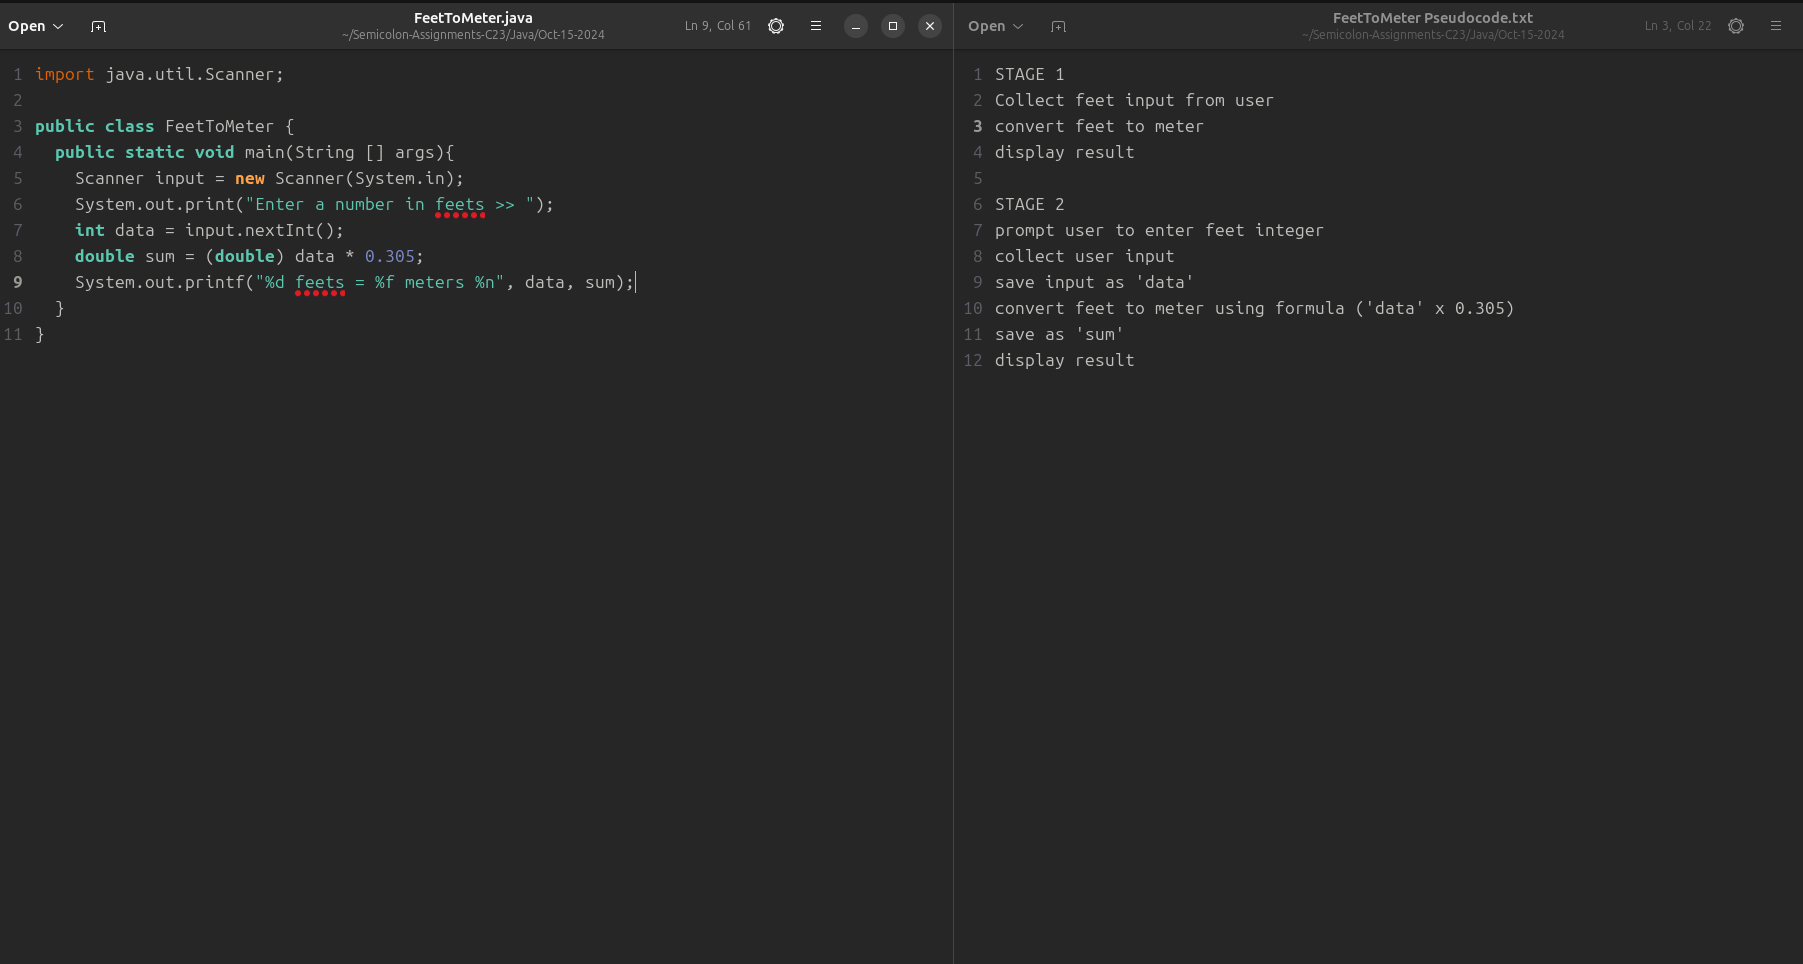 Open
FeetToMeter.java
~/Semicolon-Assignments-C23/Java/Oct-15-2024
Ln 9, Col 61
1 import java.util.Scanner;
2
3 public class FeetToMeter {
4   public static void main(String [] args){
5     Scanner input = new Scanner(System.in);
6     System.out.print("Enter a number in feets >> ");
7     int data = input.nextInt();
8     double sum = (double) data * 0.305;
9     System.out.printf("%d feets = %f meters %n", data, sum);
10   }
11 }
Open
FeetToMeter Pseudocode.txt
~/Semicolon-Assignments-C23/Java/Oct-15-2024
Ln 3, Col 22
1 STAGE 1
2 Collect feet input from user
3 convert feet to meter
4 display result
5
6 STAGE 2
7 prompt user to enter feet integer
8 collect user input
9 save input as 'data'
10 convert feet to meter using formula ('data' x 0.305)
11 save as 'sum'
12 display result